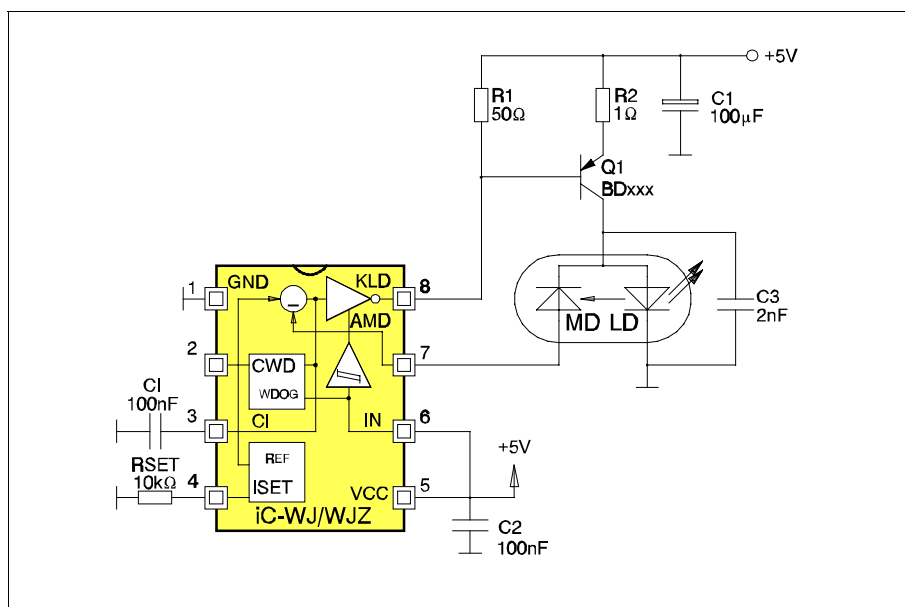 +5V
R1
50Ω
R2
1Ω
C1
100µF
Q1
BDxxx
1
GND
KLD
8
AMD
MD
LD
C3
2nF
2
7
CWD
WDOG
CI
100nF
3
CI
IN
6
+5V
RSET
10kΩ
4
REF
ISET
VCC
5
iC-WJ/WJZ
C2
100nF